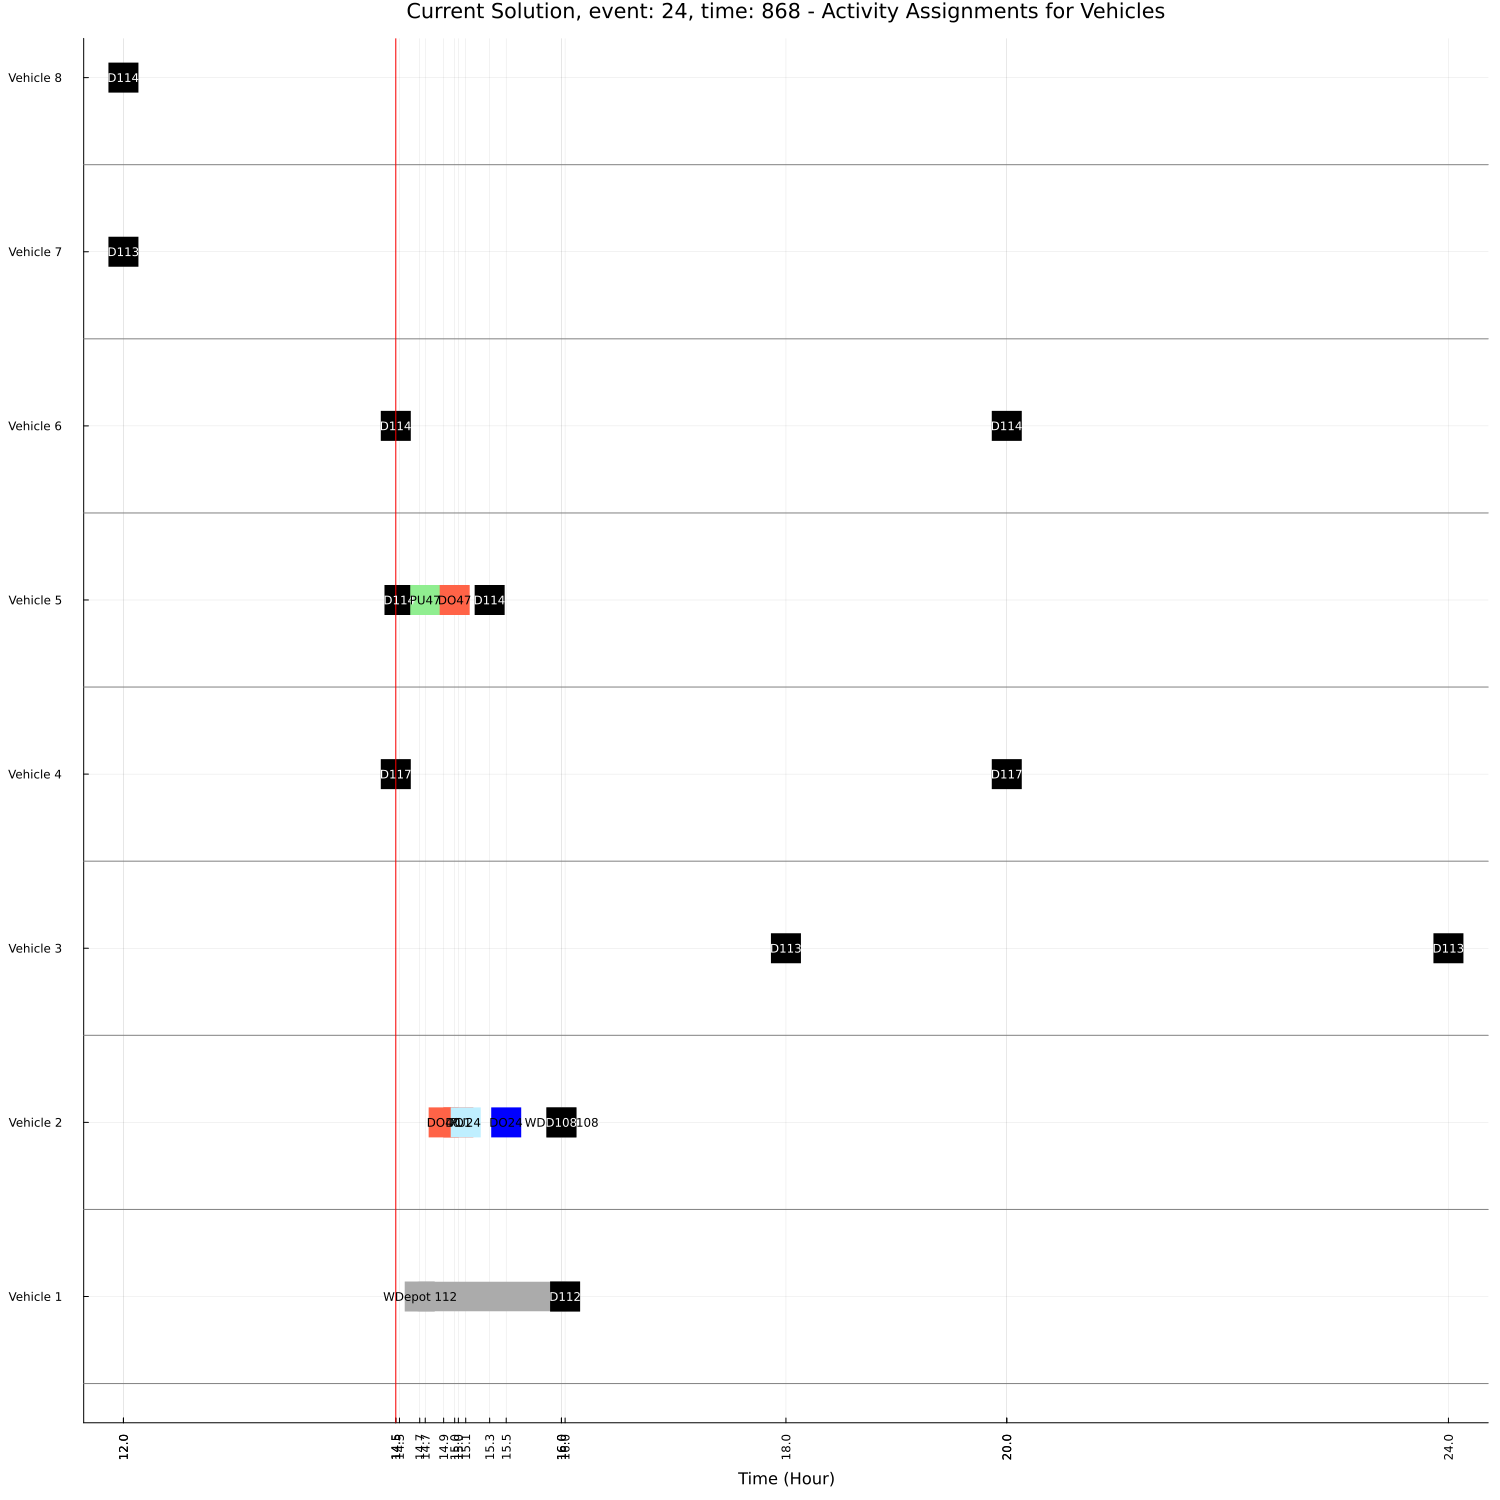 Current Solution, event: 24, time: 868 - Activity Assignments for Vehicles
Vehicle 8
D114
Vehicle 7
D113
Vehicle 6
D114
D114
Vehicle 5
D114
PU47
DO47
D114
Vehicle 4
D117
D117
Vehicle 3
D113
D113
Vehicle 2
DO24
D108
Vehicle 1
WDepot 112
D112
12.0
14.7
14.7
14.9
15.1
15.3
15.5
18.0
20.0
24.0
Time (Hour)